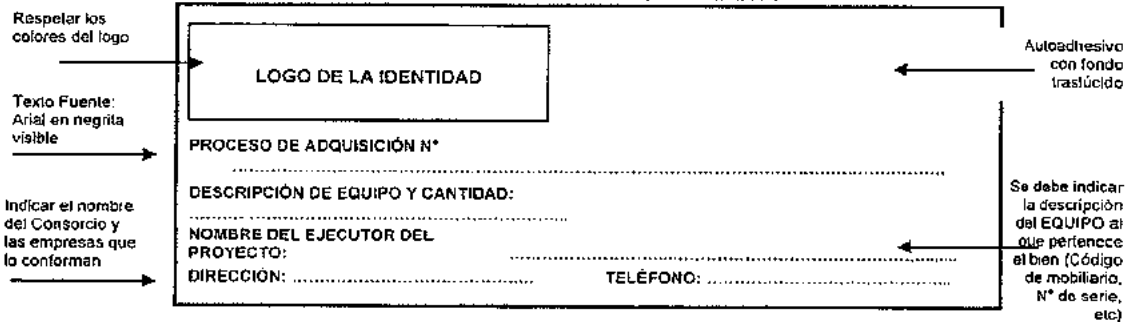 Respelar los
colores del logo
LOGO DE LA IDENTIDAD
Autoadhesivo
con fondo
traslúcido
Texto Fuente:
Arial en negrita
visible
PROCESO DE ADQUISICIÓN N°
DESCRIPCIÓN DE EQUIPO Y CANTIDAD:
Indicar el nombre
del Consorcio y
las empresas que
lo conforman
NOMBRE DEL EJECUTOR DEL
PROYECTO:
DIRECCIÓN:
TELÉFONO:
Se debe indicar
la descripción
del EQUIPO al
que pertenece
el bien (Código
de mobiliario,
N° de serie,
etc)